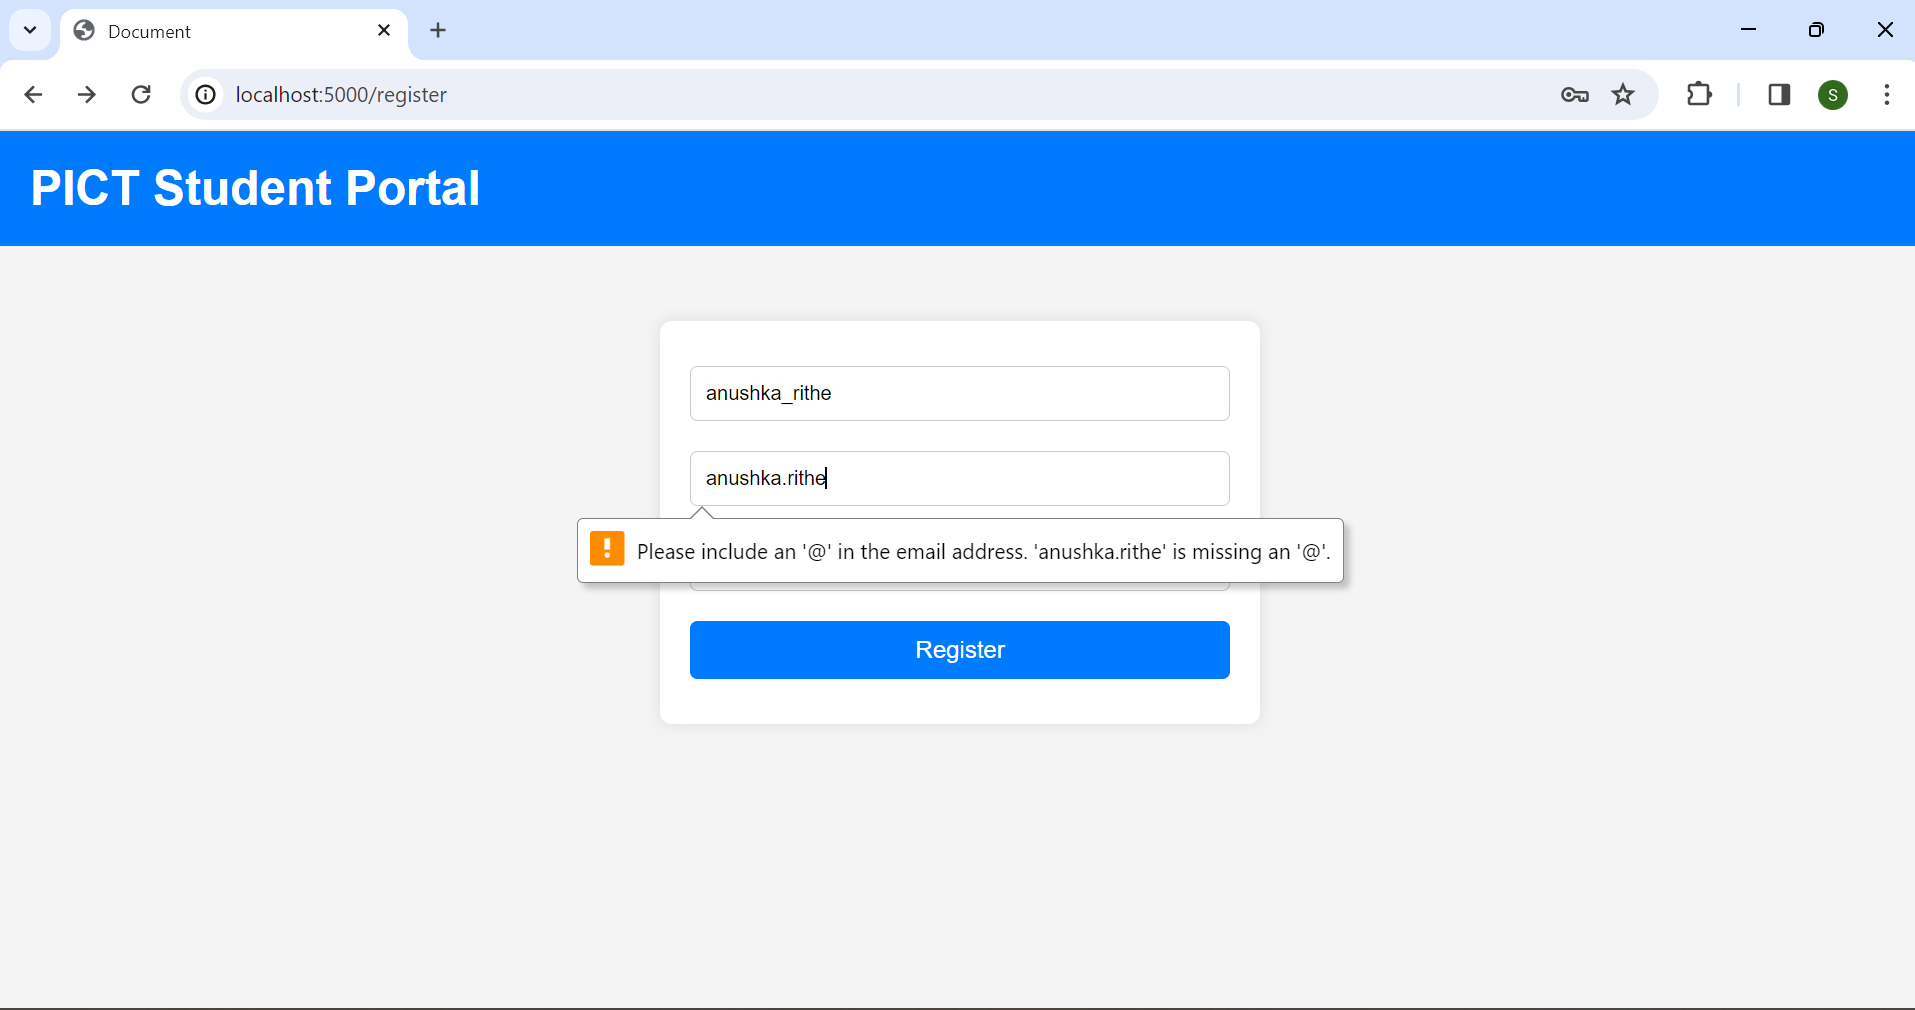 Document
localhost:5000/register
S
PICT Student Portal
anushka_rithe
anushka.rithe
Please include an '@' in the email address. 'anushka.rithe' is missing an '@'.
Register